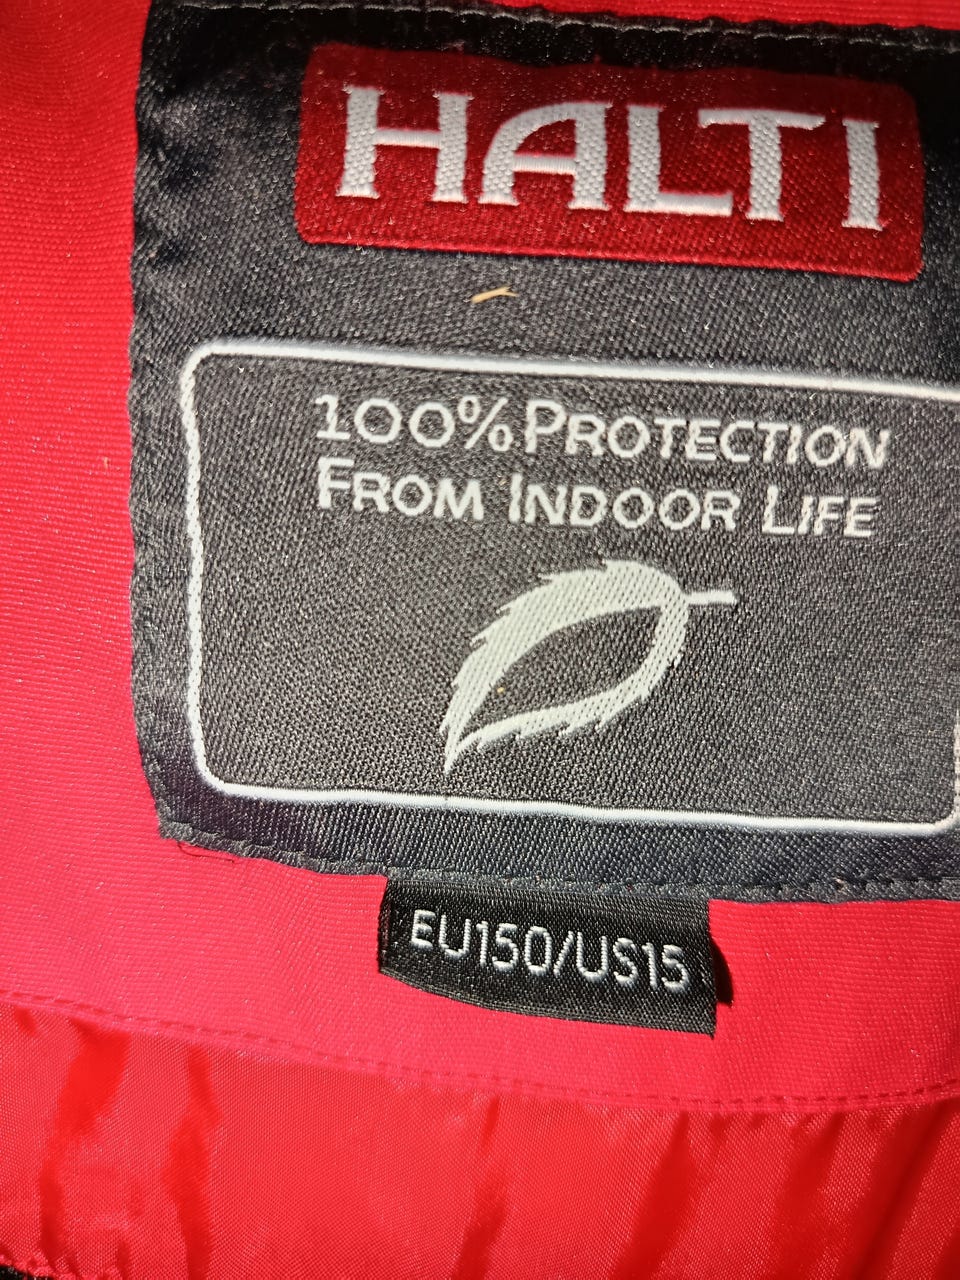 HALTI
100% PROTECTION
FROM INDOOR LIFE
EU150/US15